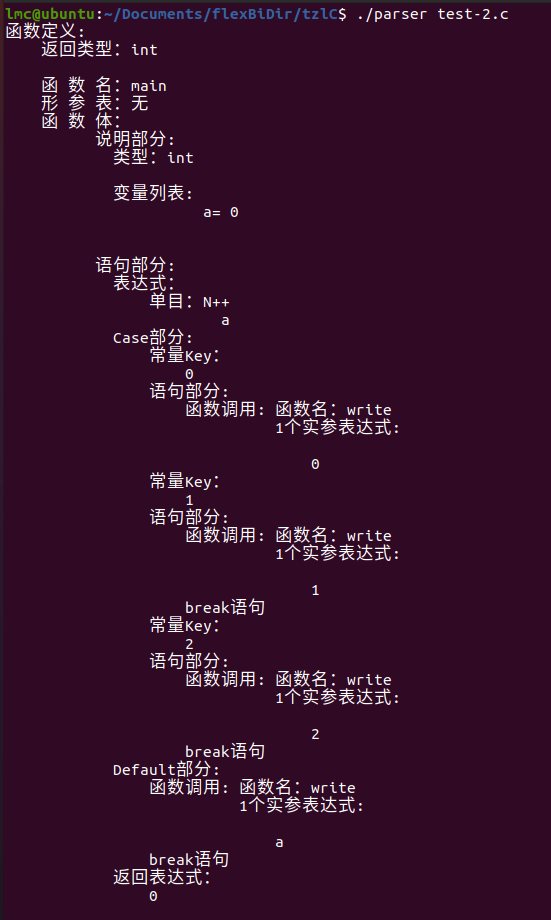 lmc@ubuntu:~/Documents/flexBiDir/tzlC$ ./parser test-2.c
函数定义:
返回类型：int
函 数 名：main
形 参 表：无
函 数 体：
说明部分:
类型：int
变量列表:
a= 0
语句部分:
表达式：
单目：N++
a
Case部分:
常量Key：
0
语句部分:
函数调用: 函数名：write
1个实参表达式:
0
常量Key：
1
语句部分:
函数调用: 函数名：write
1个实参表达式:
1
break语句
常量Key：
2
语句部分:
函数调用: 函数名：write
1个实参表达式:
2
break语句
Default部分:
函数调用: 函数名：write
1个实参表达式:
a
break语句
返回表达式：
0